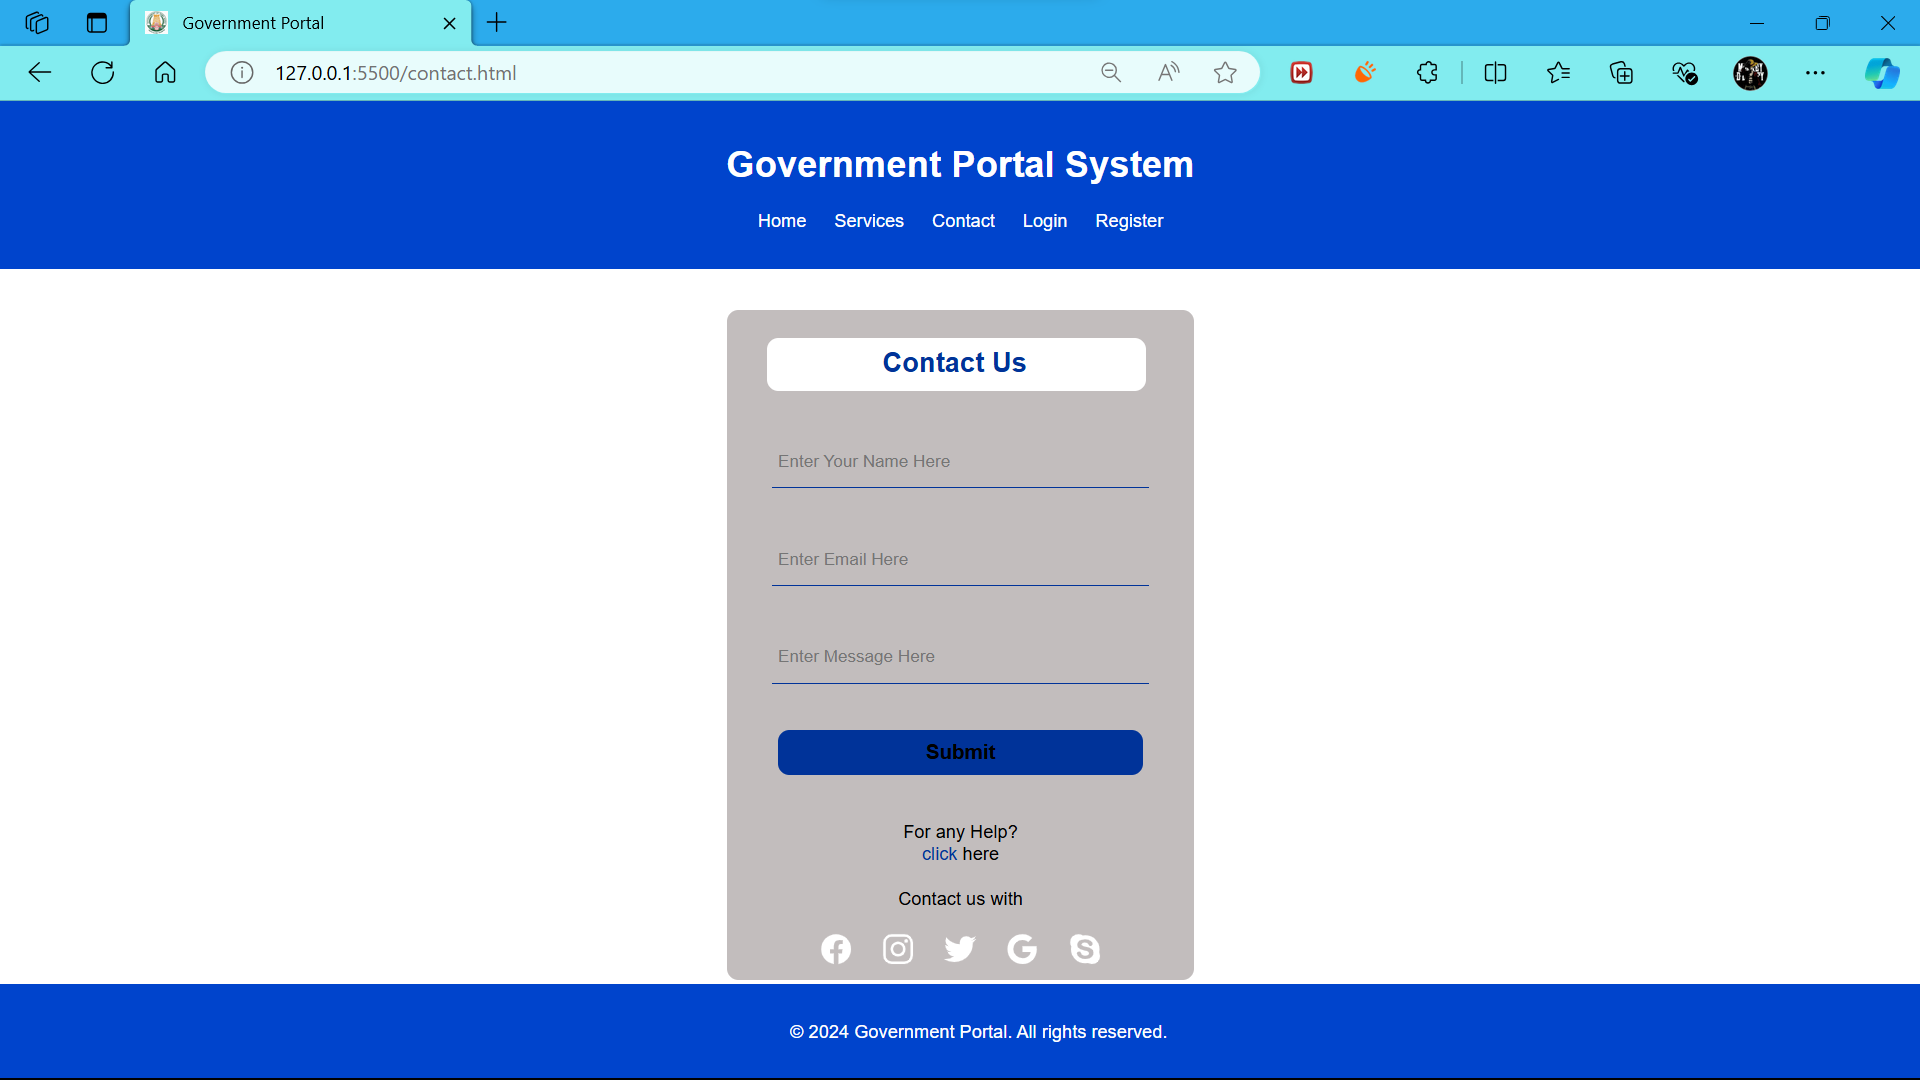 Government Portal
127.0.0.1:5500/contact.html
Government Portal System
Home Services Contact Login Register
Contact Us
Enter Your Name Here
Enter Email Here
Enter Message Here
Submit
For any Help?
click here
Contact us with
© 2024 Government Portal. All rights reserved.